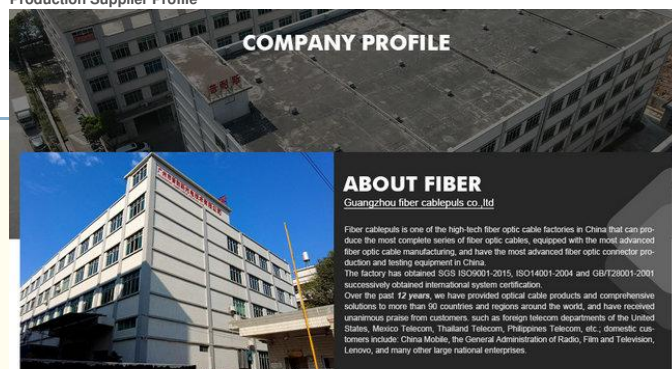 Production Supplier Profile
COMPANY PROFILE
ABOUT FIBER
Guangzhou fiber cablepuls co.,ltd
Fiber cablepuls is one of the high-tech fiber optic cable factories in China that can pro-
duce the most complete series of fiber optic cables, equipped with the most advanced
fiber optic cable manufacturing, and have the most advanced fiber optic connector pro-
duction and testing equipment in China.
The factory has obtained SGS ISO9001-2015, ISO14001-2004 and GB/T28001-2001
successively obtained international system certification.
Over the past 12 years, we have provided optical cable products and comprehensive
solutions to more than 90 countries and regions around the world, and have received
unanimous praise from customers. such as foreign telecom departments of the United
States, Mexico Telecom, Thailand Telecom, Philippines Telecom, etc.; domestic cus-
tomers include: China Mobile, the General Administration of Radio, Film and Television,
Lenovo, and many other large national enterprises.